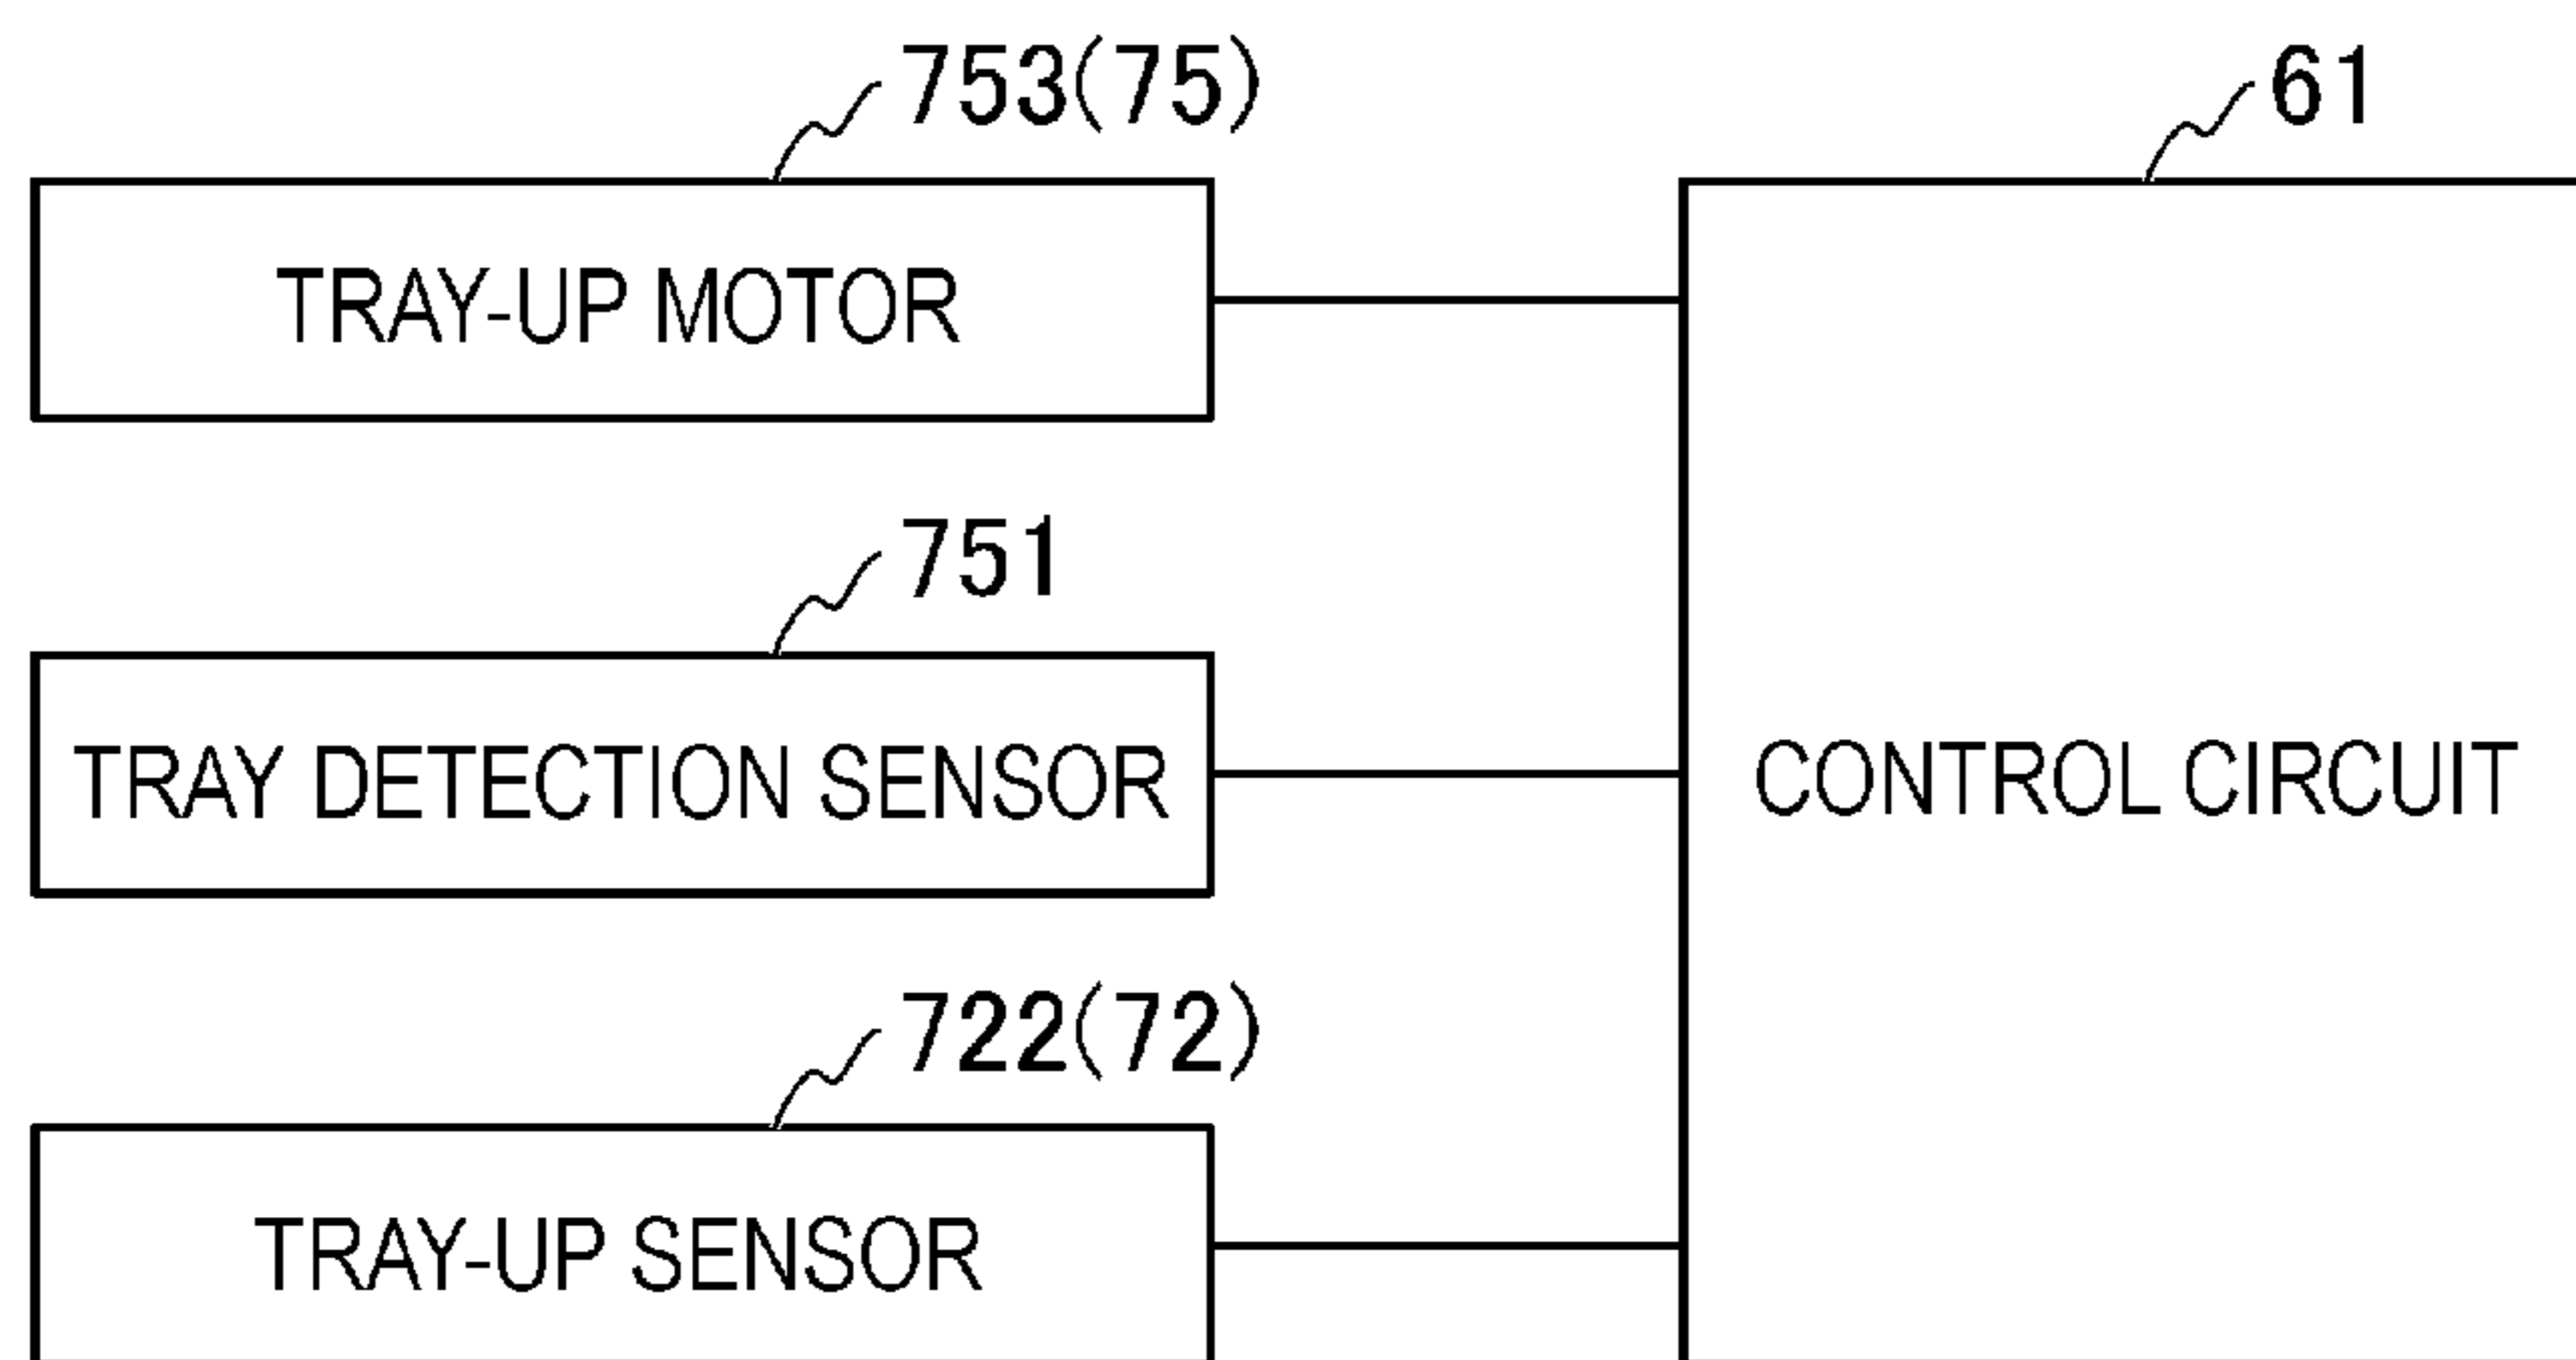 753(75)
61
TRAY-UP MOTOR
751
TRAY DETECTION SENSOR
CONTROL CIRCUIT
722(72)
TRAY-UP SENSOR